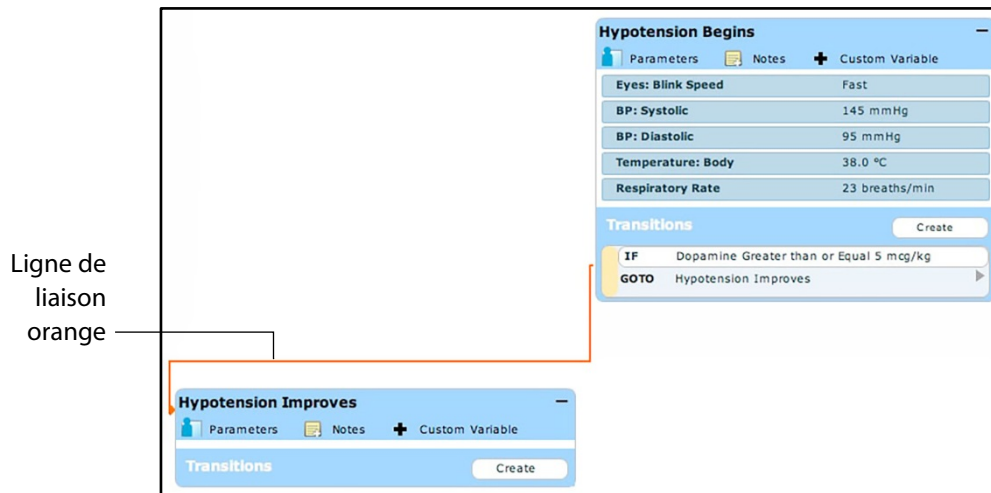 Hypotension Begins
Parameters Notes Custom Variable
Eyes: Blink Speed Fast
BP: Systolic 145 mmHg
BP: Diastolic 95 mmHg
Temperature: Body 38.0 ºC
Respiratory Rate 23 breaths/min
Transitions Create
IF Dopamine Greater than or Equal 5 mcg/kg
GOTO Hypotension Improves
Ligne de
liaison
orange
Hypotension Improves
Parameters Notes Custom Variable
Transitions Create